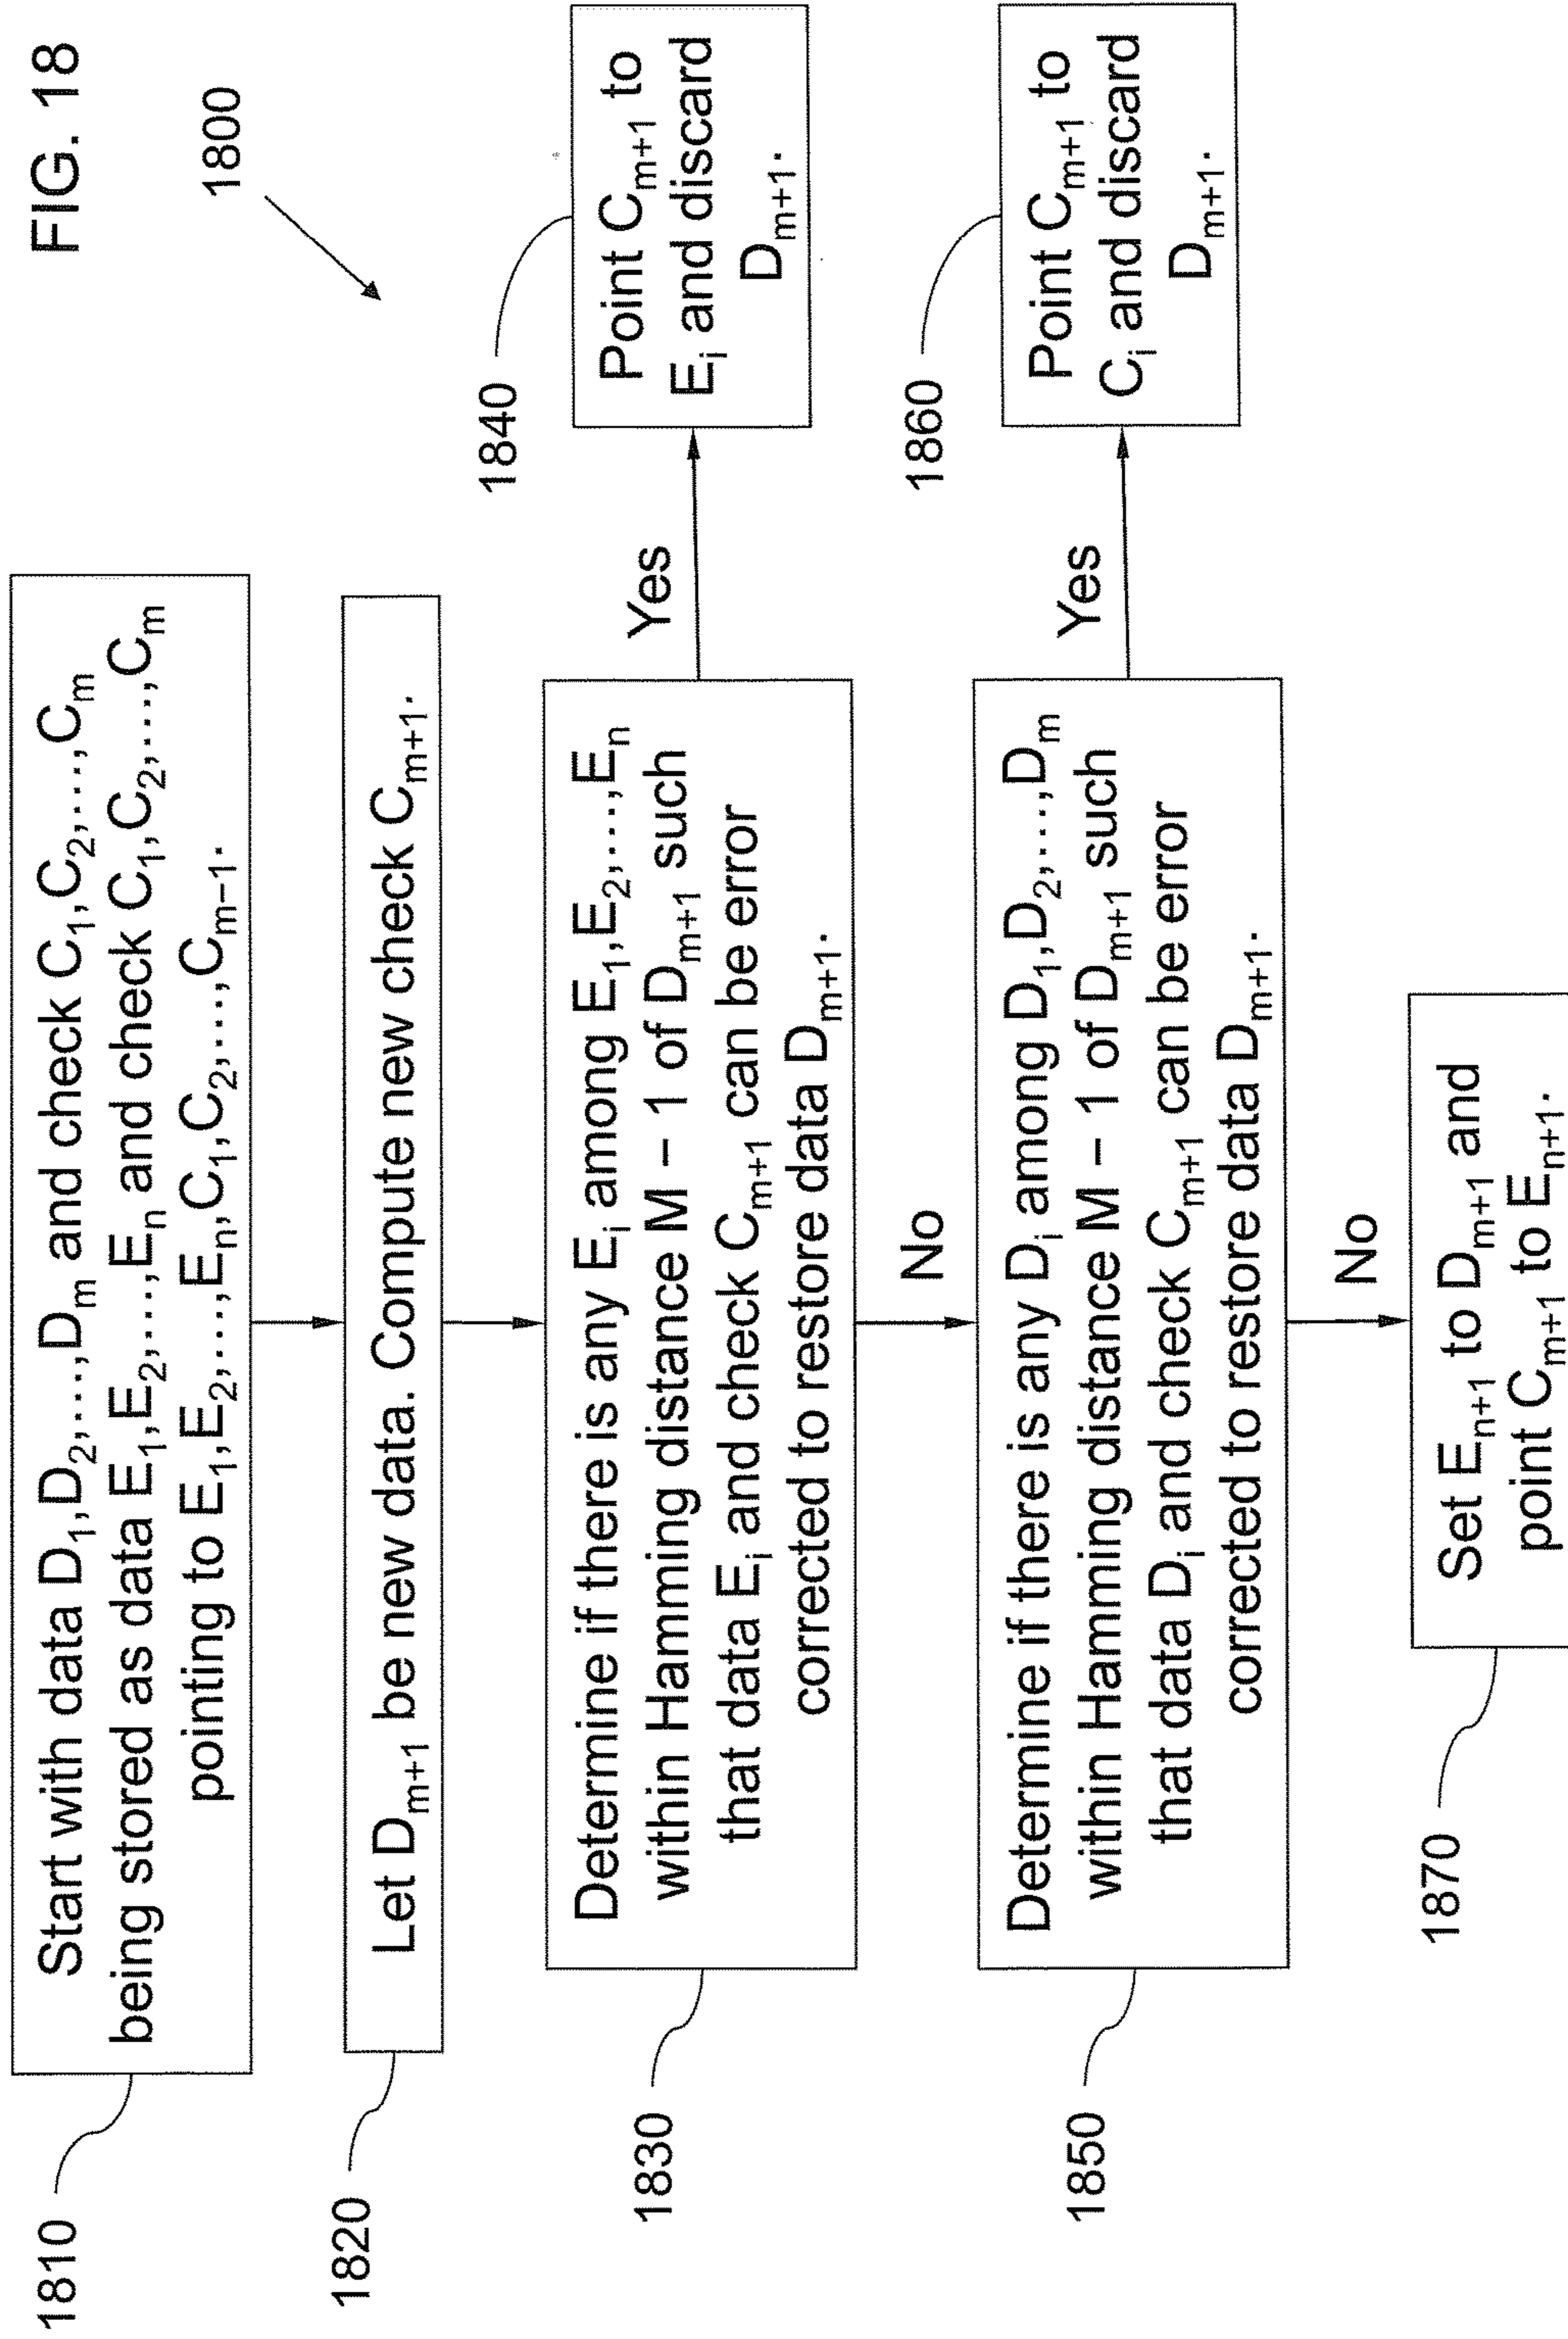 FIG. 18
1800
1810
Start with data D₁,D₂,...,Dₘ and check C₁,C₂,...,Cₘ
being stored as data E₁,E₂,...,Eₙ and check C₁,C₂,...,Cₘ
pointing to E₁,E₂,...,Eₙ,C₁,C₂,...,Cₘ₋₁.
1820
Let Dₘ₊₁ be new data. Compute new check Cₘ₊₁.
1830
Determine if there is any Eᵢ among E₁,E₂,...,Eₙ
within Hamming distance M – 1 of Dₘ₊₁ such
that data Eᵢ and check Cₘ₊₁ can be error
corrected to restore data Dₘ₊₁.
Yes
1840
Point Cₘ₊₁ to
Eᵢ and discard
Dₘ₊₁.
No
1850
Determine if there is any Dᵢ among D₁,D₂,...,Dₘ
within Hamming distance M – 1 of Dₘ₊₁ such
that data Dᵢ and check Cₘ₊₁ can be error
corrected to restore data Dₘ₊₁.
Yes
1860
Point Cₘ₊₁ to
Cᵢ and discard
Dₘ₊₁.
No
1870
Set Eₙ₊₁ to Dₘ₊₁ and
point Cₘ₊₁ to Eₙ₊₁.